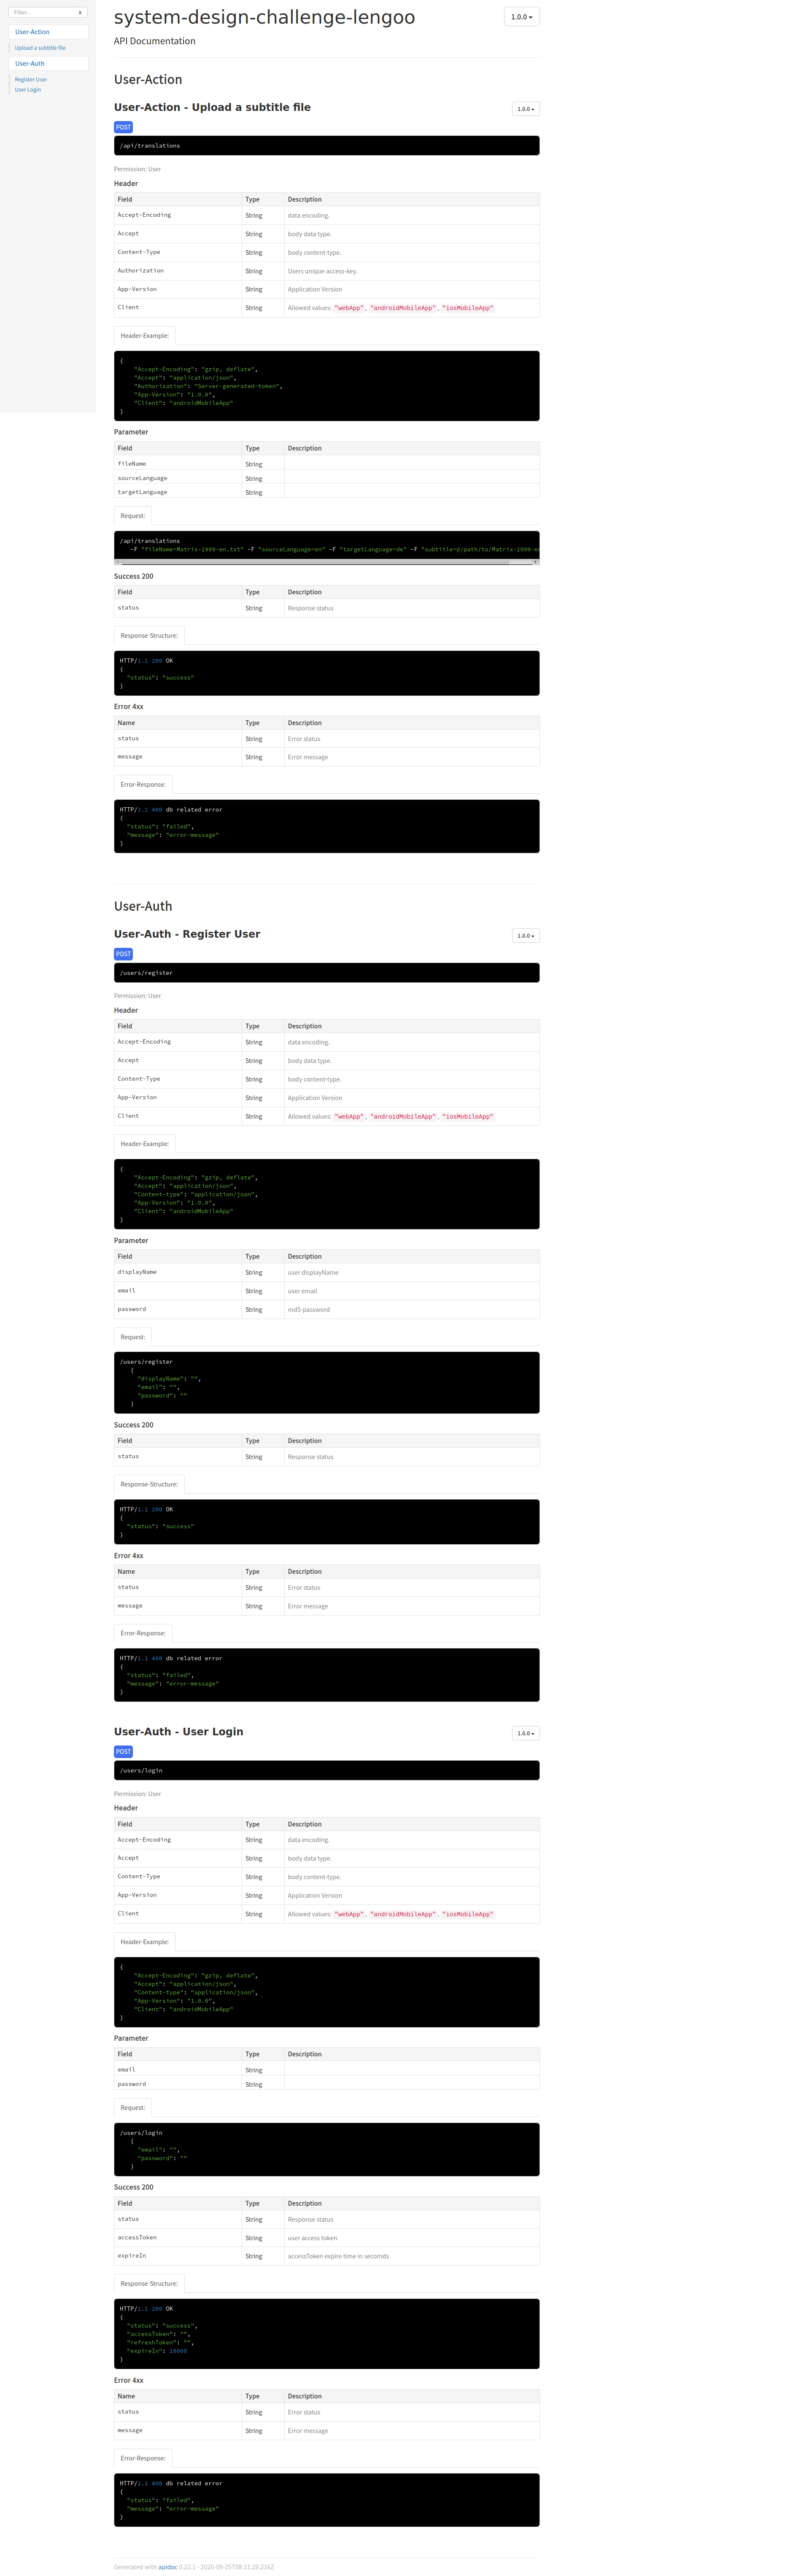 Filter...
x
User-Action
Upload a subtitle file
User-Auth
Register User
User Login
system-design-challenge-lengoo
1.0.0
API Documentation
User-Action
User-Action - Upload a subtitle file
1.0.0
POST
/api/translations
Permission: User
Header
Field Type Description
Accept-Encoding String data encoding.
Accept String body data type.
Content-Type String body content-type.
Authorization String Users unique access-key.
App-Version String Application Version
Client String Allowed values: "webApp", "androidMobileApp", "iosMobileApp"
Header-Example:
{
"Accept-Encoding": "gzip, deflate",
"Accept": "application/json",
"Authorization": "Server-generated-token",
"App-Version": "1.0.0",
"Client": "androidMobileApp"
}
Parameter
Field Type Description
fileName String
sourceLanguage String
targetLanguage String
Request:
/api/translations
-F "fileName=Matrix-1999-en.txt" -F "sourceLanguage=en" -F "targetLanguage=de" -F "subtitle=@/path/to/Matrix-1999-e
Success 200
Field Type Description
status String Response status
Response-Structure:
HTTP/1.1 200 OK
{
"status": "success"
}
Error 4xx
Name Type Description
status String Error status
message String Error message
Error-Response:
HTTP/1.1 400 db related error
{
"status": "failed",
"message": "error-message"
}
User-Auth
User-Auth - Register User
1.0.0
POST
/users/register
Permission: User
Header
Field Type Description
Accept-Encoding String data encoding.
Accept String body data type.
Content-Type String body content-type.
App-Version String Application Version
Client String Allowed values: "webApp", "androidMobileApp", "iosMobileApp"
Header-Example:
{
"Accept-Encoding": "gzip, deflate",
"Accept": "application/json",
"Content-type": "application/json",
"App-Version": "1.0.0",
"Client": "androidMobileApp"
}
Parameter
Field Type Description
displayName String user displayName
email String user email
password String md5-password
Request:
/users/register
{
"displayName": "",
"email": "",
"password": ""
}
Success 200
Field Type Description
status String Response status
Response-Structure:
HTTP/1.1 200 OK
{
"status": "success"
}
Error 4xx
Name Type Description
status String Error status
message String Error message
Error-Response:
HTTP/1.1 400 db related error
{
"status": "failed",
"message": "error-message"
}
User-Auth - User Login
1.0.0
POST
/users/login
Permission: User
Header
Field Type Description
Accept-Encoding String data encoding.
Accept String body data type.
Content-Type String body content-type.
App-Version String Application Version
Client String Allowed values: "webApp", "androidMobileApp", "iosMobileApp"
Header-Example:
{
"Accept-Encoding": "gzip, deflate",
"Accept": "application/json",
"Content-type": "application/json",
"App-Version": "1.0.0",
"Client": "androidMobileApp"
}
Parameter
Field Type Description
email String
password String
Request:
/users/login
{
"email": "",
"password": ""
}
Success 200
Field Type Description
status String Response status
accessToken String user access token
expireIn String accessToken expire time in seconds
Response-Structure:
HTTP/1.1 200 OK
{
"status": "success",
"accessToken": "",
"refreshToken": "",
"expireIn": 18000
}
Error 4xx
Name Type Description
status String Error status
message String Error message
Error-Response:
HTTP/1.1 400 db related error
{
"status": "failed",
"message": "error-message"
}
Generated with apidoc 0.22.1 - 2020-09-25T08:11:29.216Z